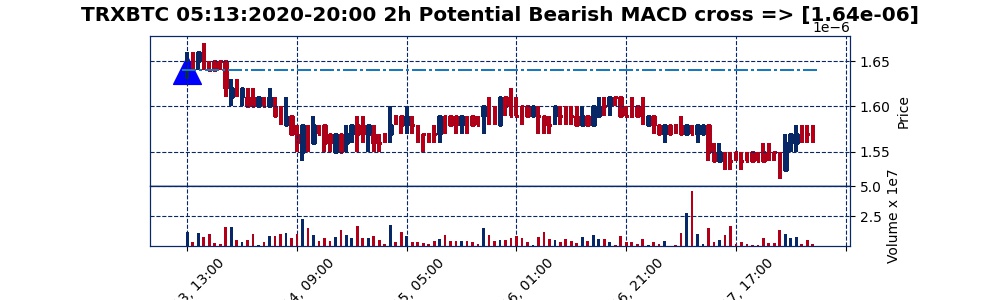 TRXBTC 05:13:2020-20:00 2h Potential Bearish MACD cross => [1.64e-06]
1e−6
1.65
1.60
1.55
Price
5.0
2.5
Volume x 1e7
3, 13:00
4, 09:00
5, 05:00
6, 01:00
6, 21:00
7, 17:00